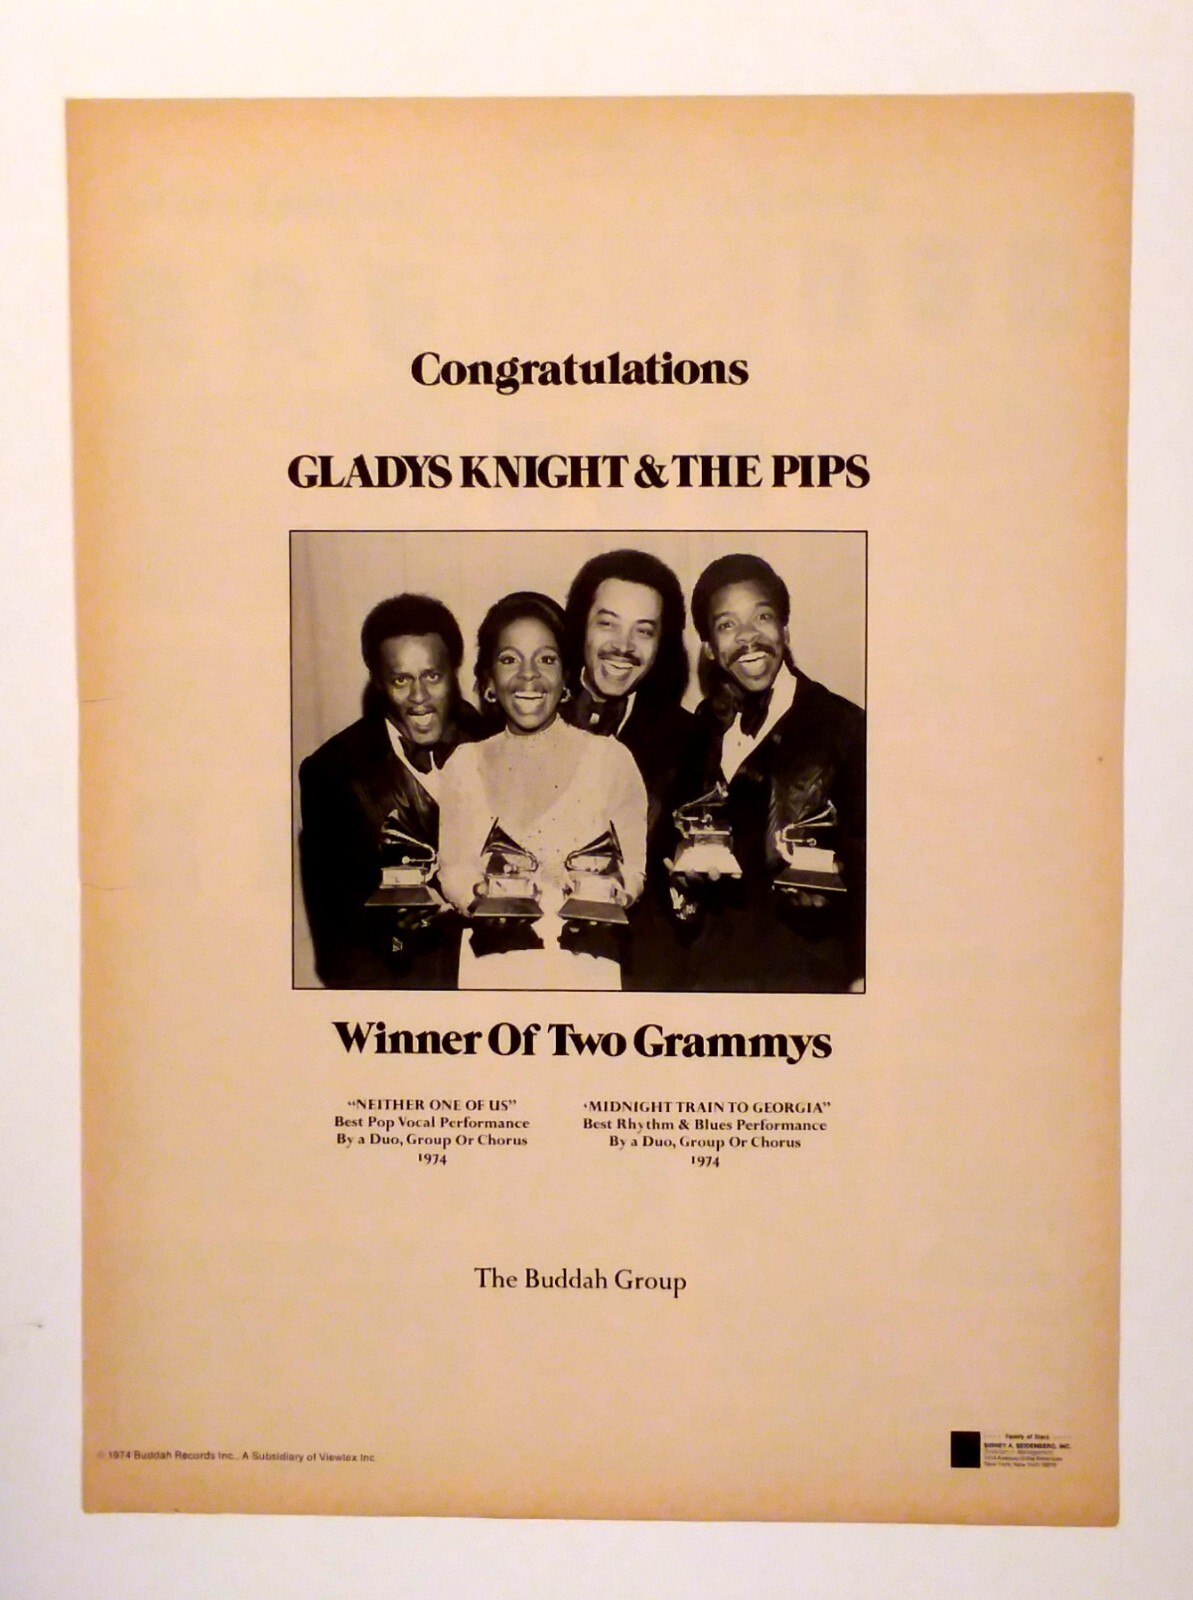 Congratulations
GLADYS KNIGHT & THE PIPS
Winner Of Two Grammys
“NEITHER ONE OF US”
Best Pop Vocal Performance
By a Duo, Group Or Chorus
1974
‘MIDNIGHT TRAIN TO GEORGIA”
Best Rhythm & Blues Performance
By a Duo, Group Or Chorus
1974
The Buddah Group
© 1974 Buddah Records Inc., A Subsidiary of Viewlex Inc.
Family of Stars
SIDNEY A. SEIDENBERG, INC.